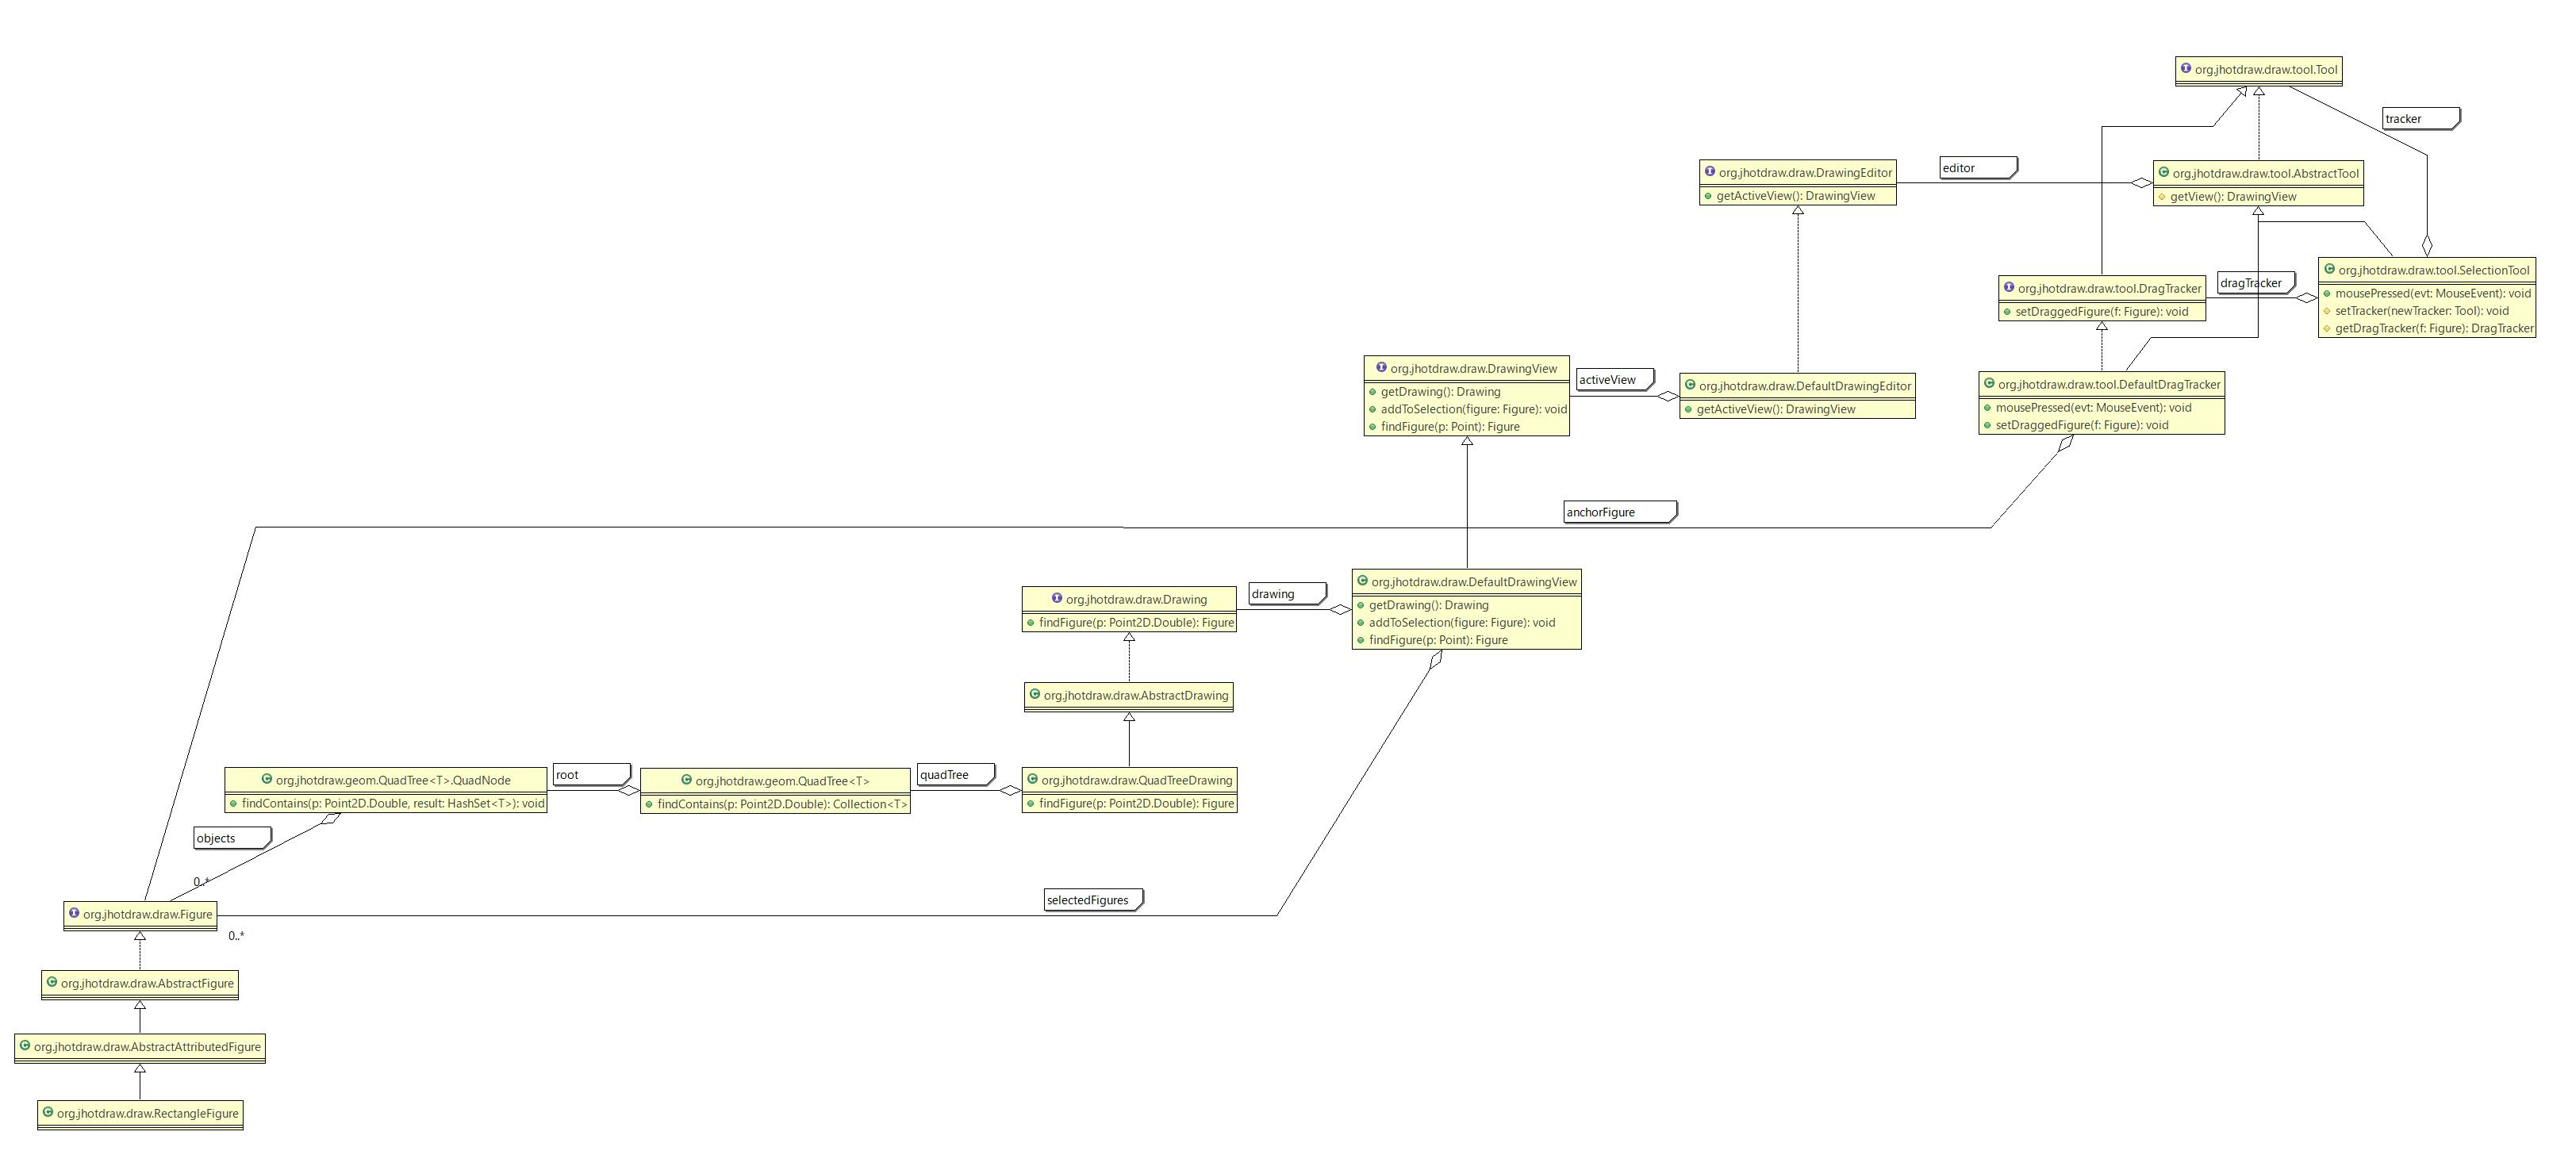 org.jhotdraw.draw.tool.Tool
tracker
org.jhotdraw.draw.DrawingEditor
getActiveView(): DrawingView
editor
org.jhotdraw.draw.tool.AbstractTool
getView(): DrawingView
org.jhotdraw.draw.tool.DragTracker
setDraggedFigure(f: Figure): void
dragTracker
org.jhotdraw.draw.tool.SelectionTool
mousePressed(evt: MouseEvent): void
setTracker(newTracker: Tool): void
getDragTracker(f: Figure): DragTracker
org.jhotdraw.draw.DrawingView
getDrawing(): Drawing
addToSelection(figure: Figure): void
findFigure(p: Point): Figure
activeView
org.jhotdraw.draw.DefaultDrawingEditor
getActiveView(): DrawingView
org.jhotdraw.draw.tool.DefaultDragTracker
mousePressed(evt: MouseEvent): void
setDraggedFigure(f: Figure): void
anchorFigure
org.jhotdraw.draw.Drawing
findFigure(p: Point2D.Double): Figure
drawing
org.jhotdraw.draw.DefaultDrawingView
getDrawing(): Drawing
addToSelection(figure: Figure): void
findFigure(p: Point): Figure
org.jhotdraw.draw.AbstractDrawing
org.jhotdraw.geom.QuadTree<T>.QuadNode
findContains(p: Point2D.Double, result: HashSet<T>): void
root
org.jhotdraw.geom.QuadTree<T>
findContains(p: Point2D.Double): Collection<T>
quadTree
org.jhotdraw.draw.QuadTreeDrawing
findFigure(p: Point2D.Double): Figure
objects
0..*
org.jhotdraw.draw.Figure
selectedFigures
0..*
org.jhotdraw.draw.AbstractFigure
org.jhotdraw.draw.AbstractAttributedFigure
org.jhotdraw.draw.RectangleFigure